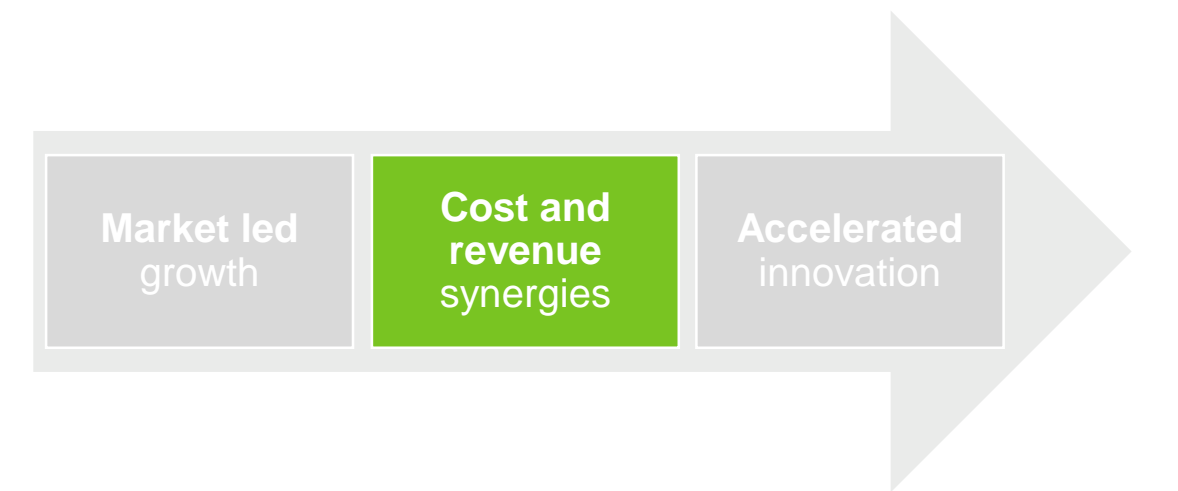 Market led
growth
Cost and
revenue
synergies
Accelerated
innovation